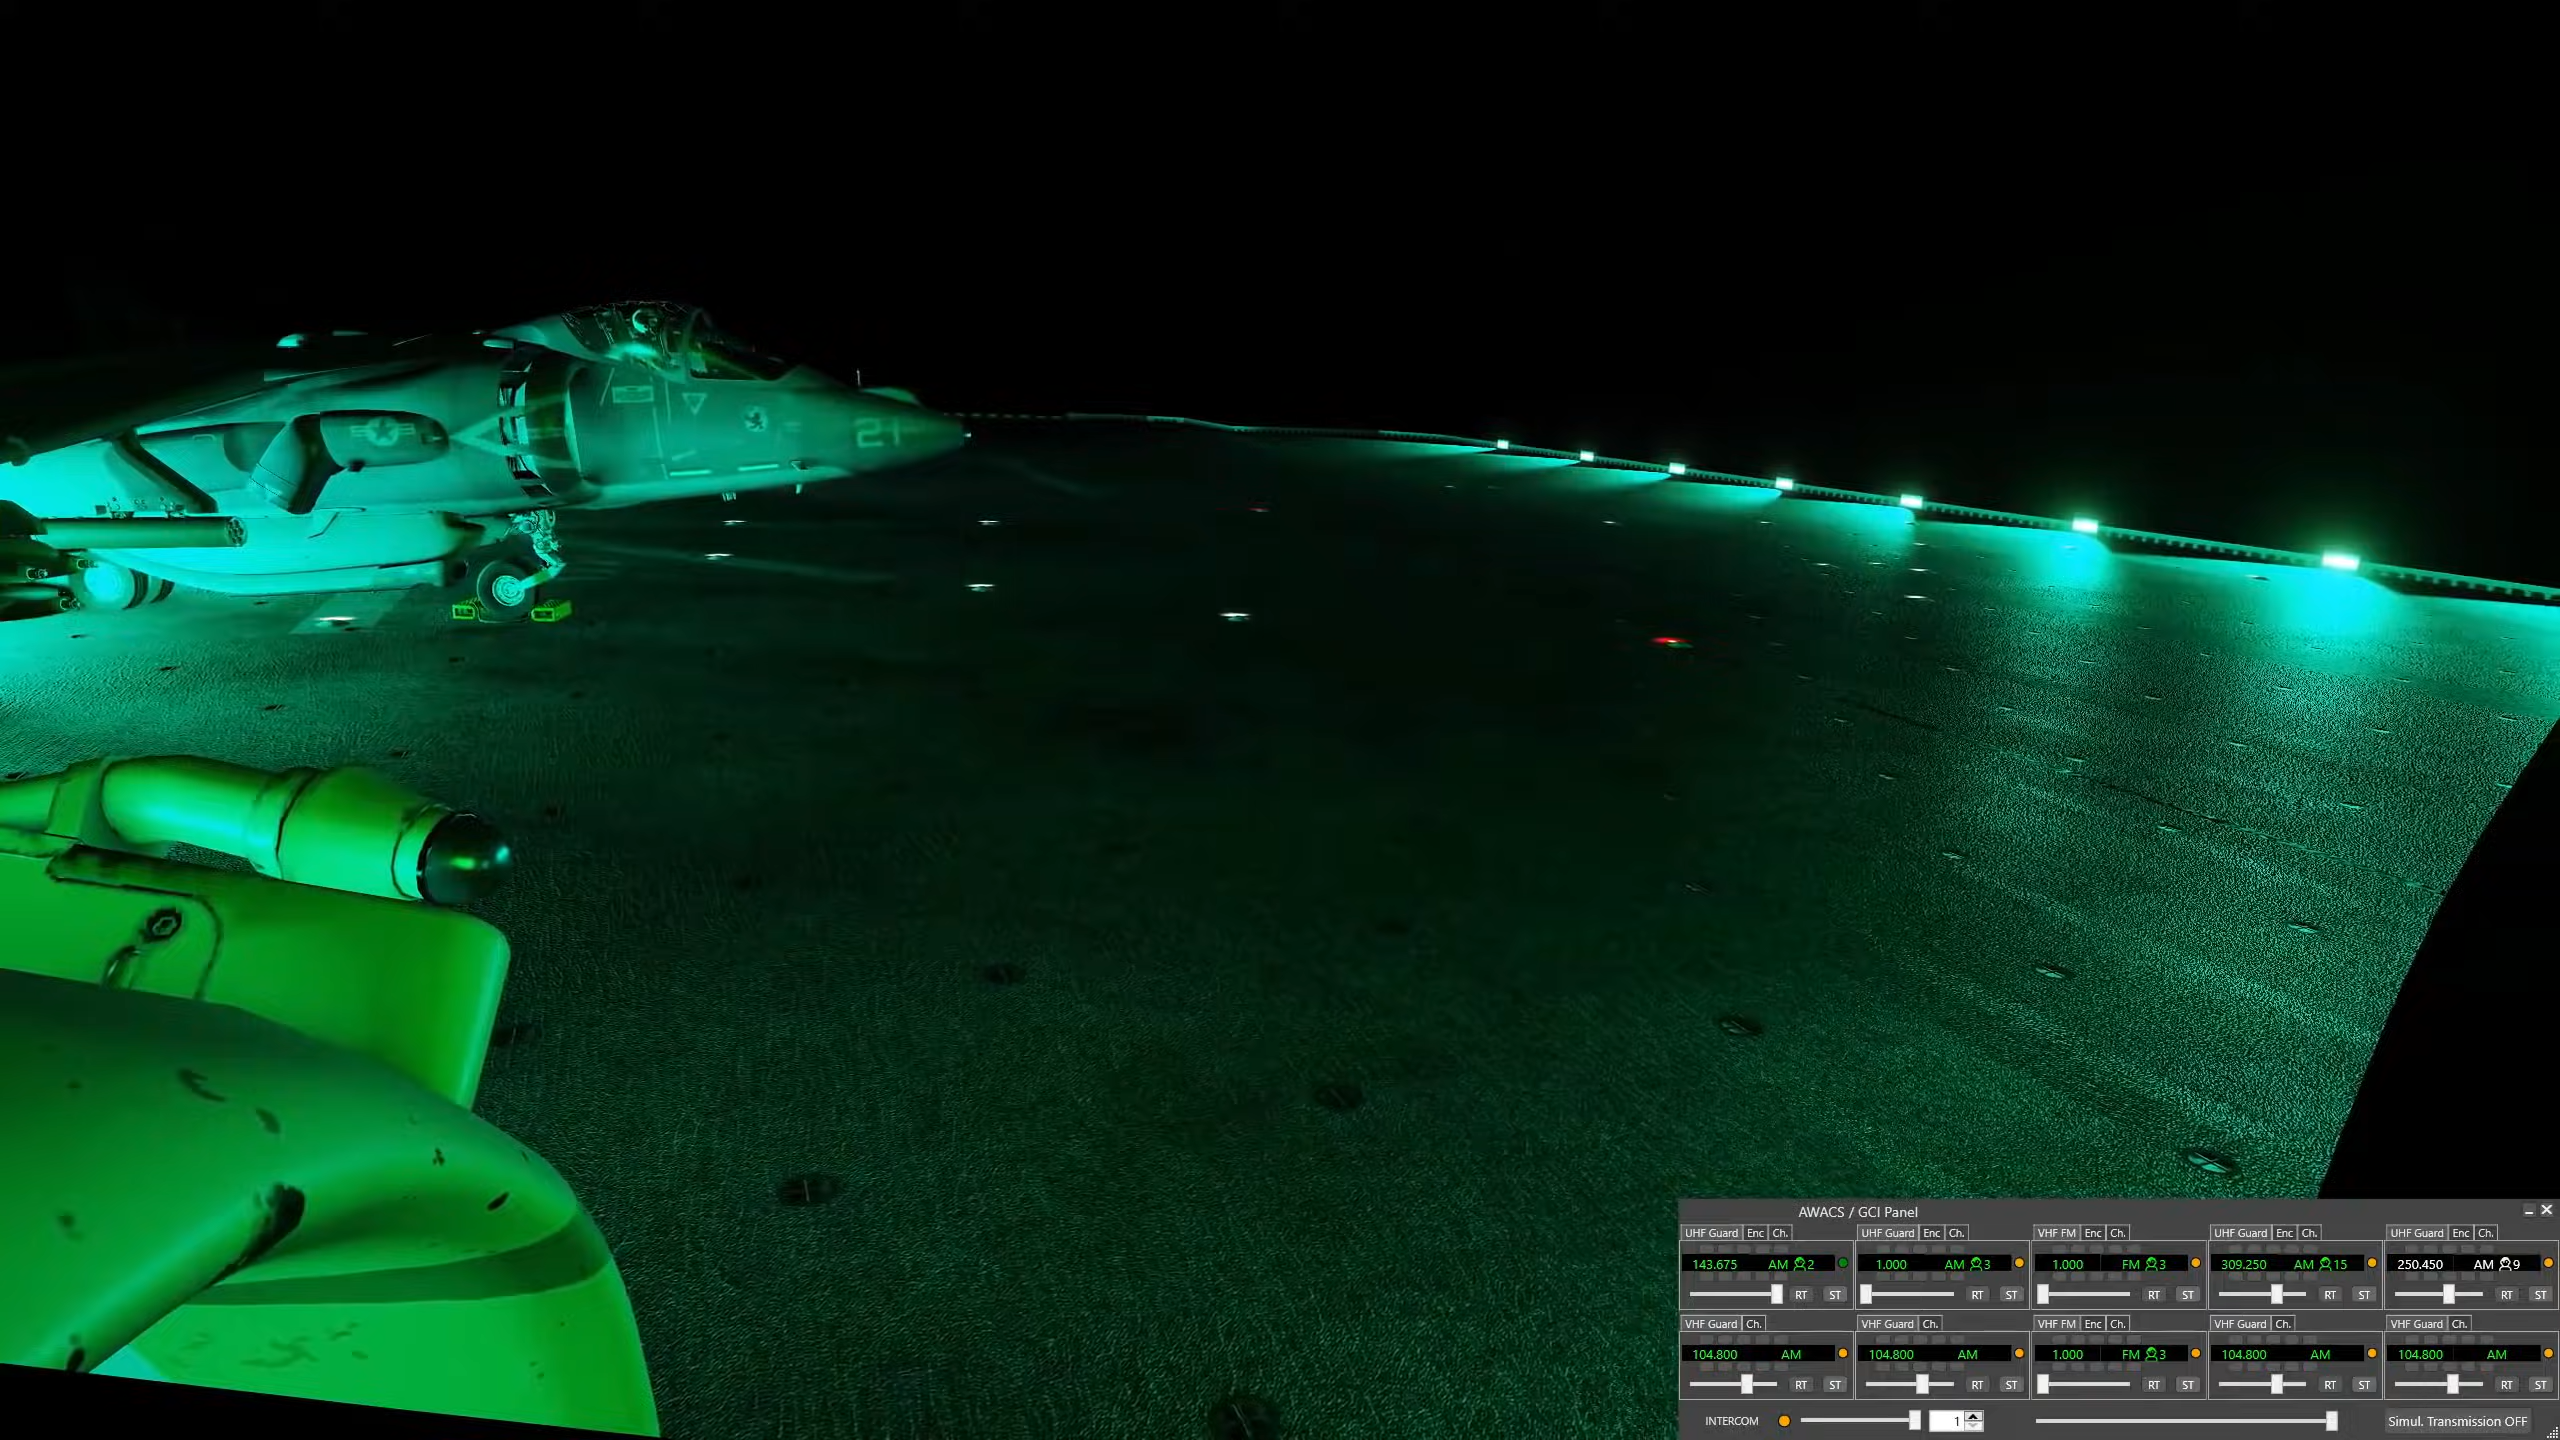 21
AWACS / GCI Panel
UHF Guard Enc Ch. UHF Guard Enc Ch. VHF FM Enc Ch. UHF Guard Enc Ch. UHF Guard Enc Ch.
143.675 AM 2 1.000 AM 3 1.000 FM 3 309.250 AM 15 250.450 AM 9
RT ST RT ST RT ST RT ST RT ST
VHF Guard Ch. VHF Guard Ch. VHF FM Enc Ch. VHF Guard Ch. VHF Guard Ch.
104.800 AM 104.800 AM 1.000 FM 3 104.800 AM 104.800 AM
RT ST RT ST RT ST RT ST RT ST
INTERCOM 1 Simul. Transmission OFF